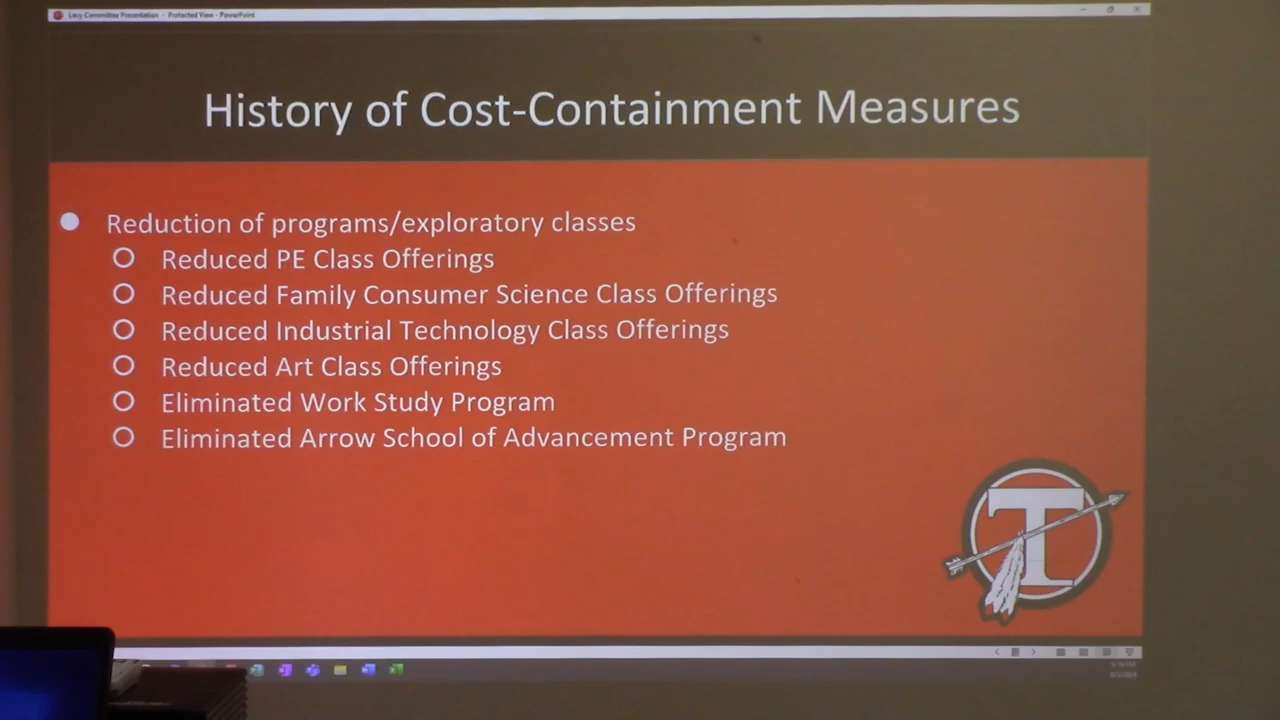 Levy Committee Presentation - Protected View - PowerPoint
History of Cost-Containment Measures
Reduction of programs/exploratory classes
Reduced PE Class Offerings
Reduced Family Consumer Science Class Offerings
Reduced Industrial Technology Class Offerings
Reduced Art Class Offerings
Eliminated Work Study Program
Eliminated Arrow School of Advancement Program
T